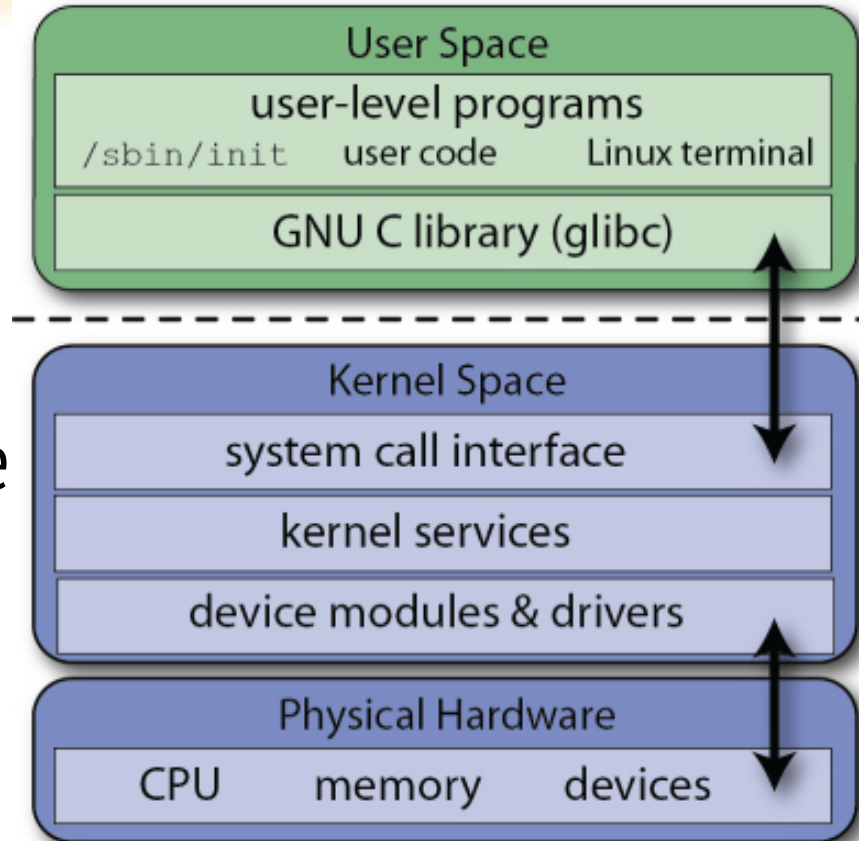 User Space
user-level programs
/sbin/init user code Linux terminal
GNU C library (glibc)
Kernel Space
system call interface
e
kernel services
device modules & drivers
Physical Hardware
CPU memory devices